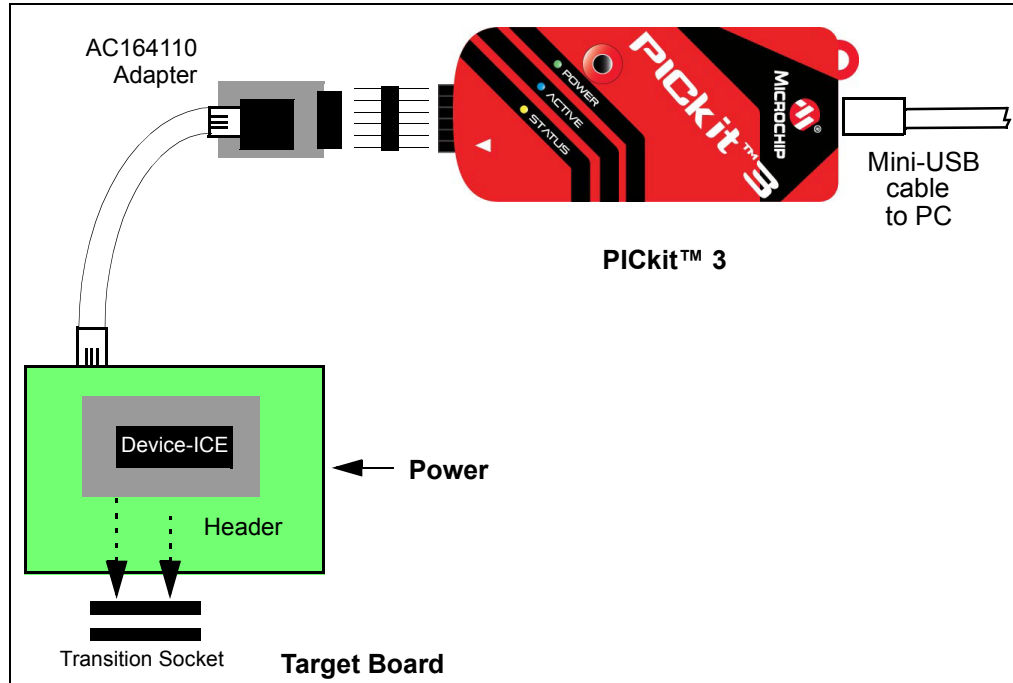 AC164110
Adapter
POWER
ACTIVE
STATUS
PICkit™ 3
MICROCHIP
®
Mini-USB
cable
to PC
PICkit™ 3
Device-ICE
Power
Header
Transition Socket
Target Board